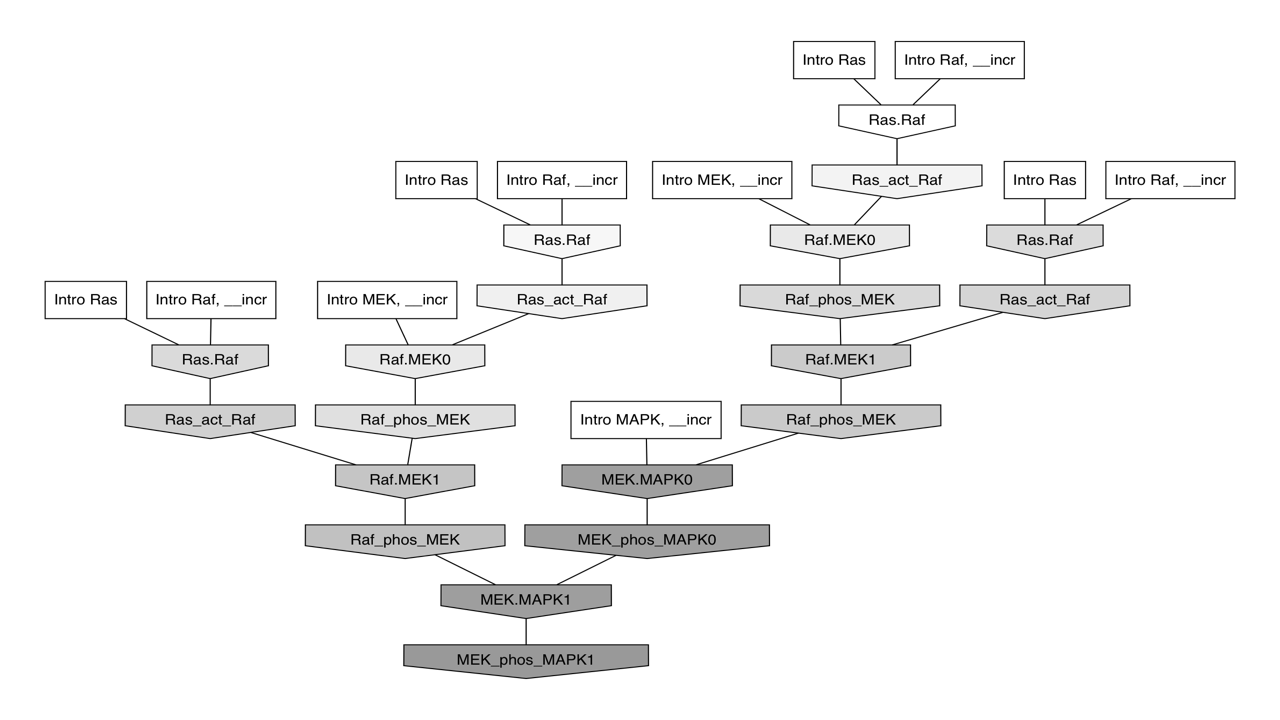 Intro Ras
Intro Raf, __incr
Ras.Raf
Intro Ras
Intro Raf, __incr
Intro MEK, __incr
Ras_act_Raf
Intro Ras
Intro Raf, __incr
Ras.Raf
Raf.MEK0
Ras.Raf
Intro Ras
Intro Raf, __incr
Intro MEK, __incr
Ras_act_Raf
Raf_phos_MEK
Ras_act_Raf
Ras.Raf
Raf.MEK0
Raf.MEK1
Ras_act_Raf
Raf_phos_MEK
Intro MAPK, __incr
Raf_phos_MEK
Raf.MEK1
MEK.MAPK0
Raf_phos_MEK
MEK_phos_MAPK0
MEK.MAPK1
MEK_phos_MAPK1